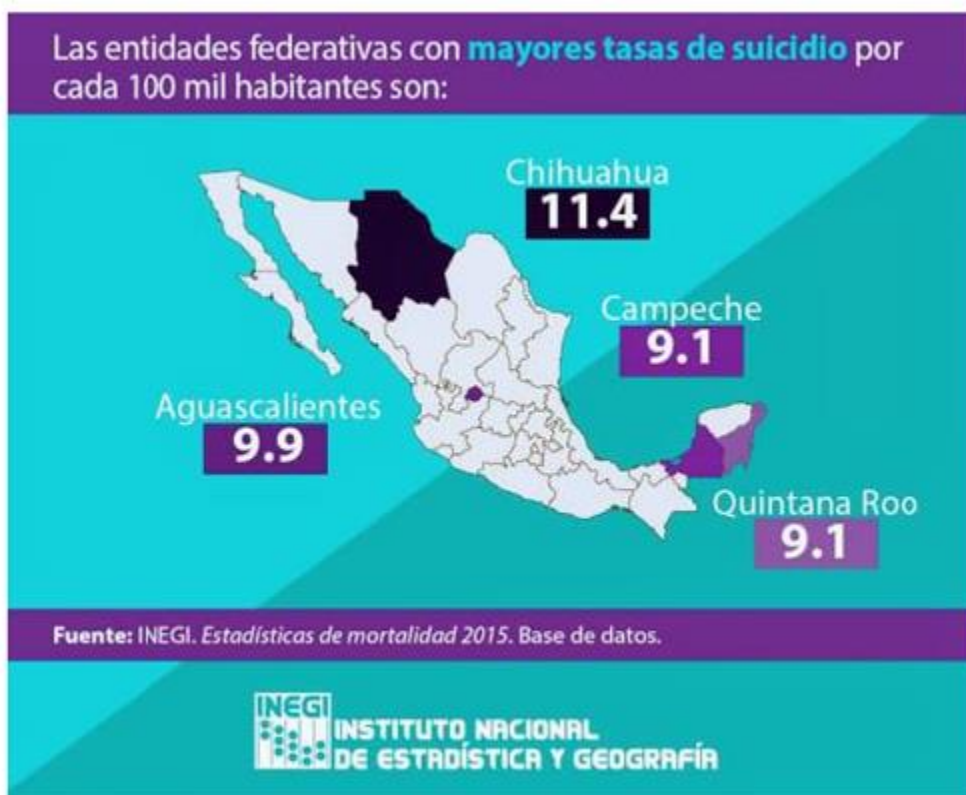 Las entidades federativas con mayores tasas de suicidio por
cada 100 mil habitantes son:
Chihuahua
11.4
Campeche
9.1
Aguascalientes
9.9
Quintana Roo
9.1
Fuente: INEGI. Estadísticas de mortalidad 2015. Base de datos.
INEGI
INSTITUTO NACIONAL
DE ESTADÍSTICA Y GEOGRAFÍA